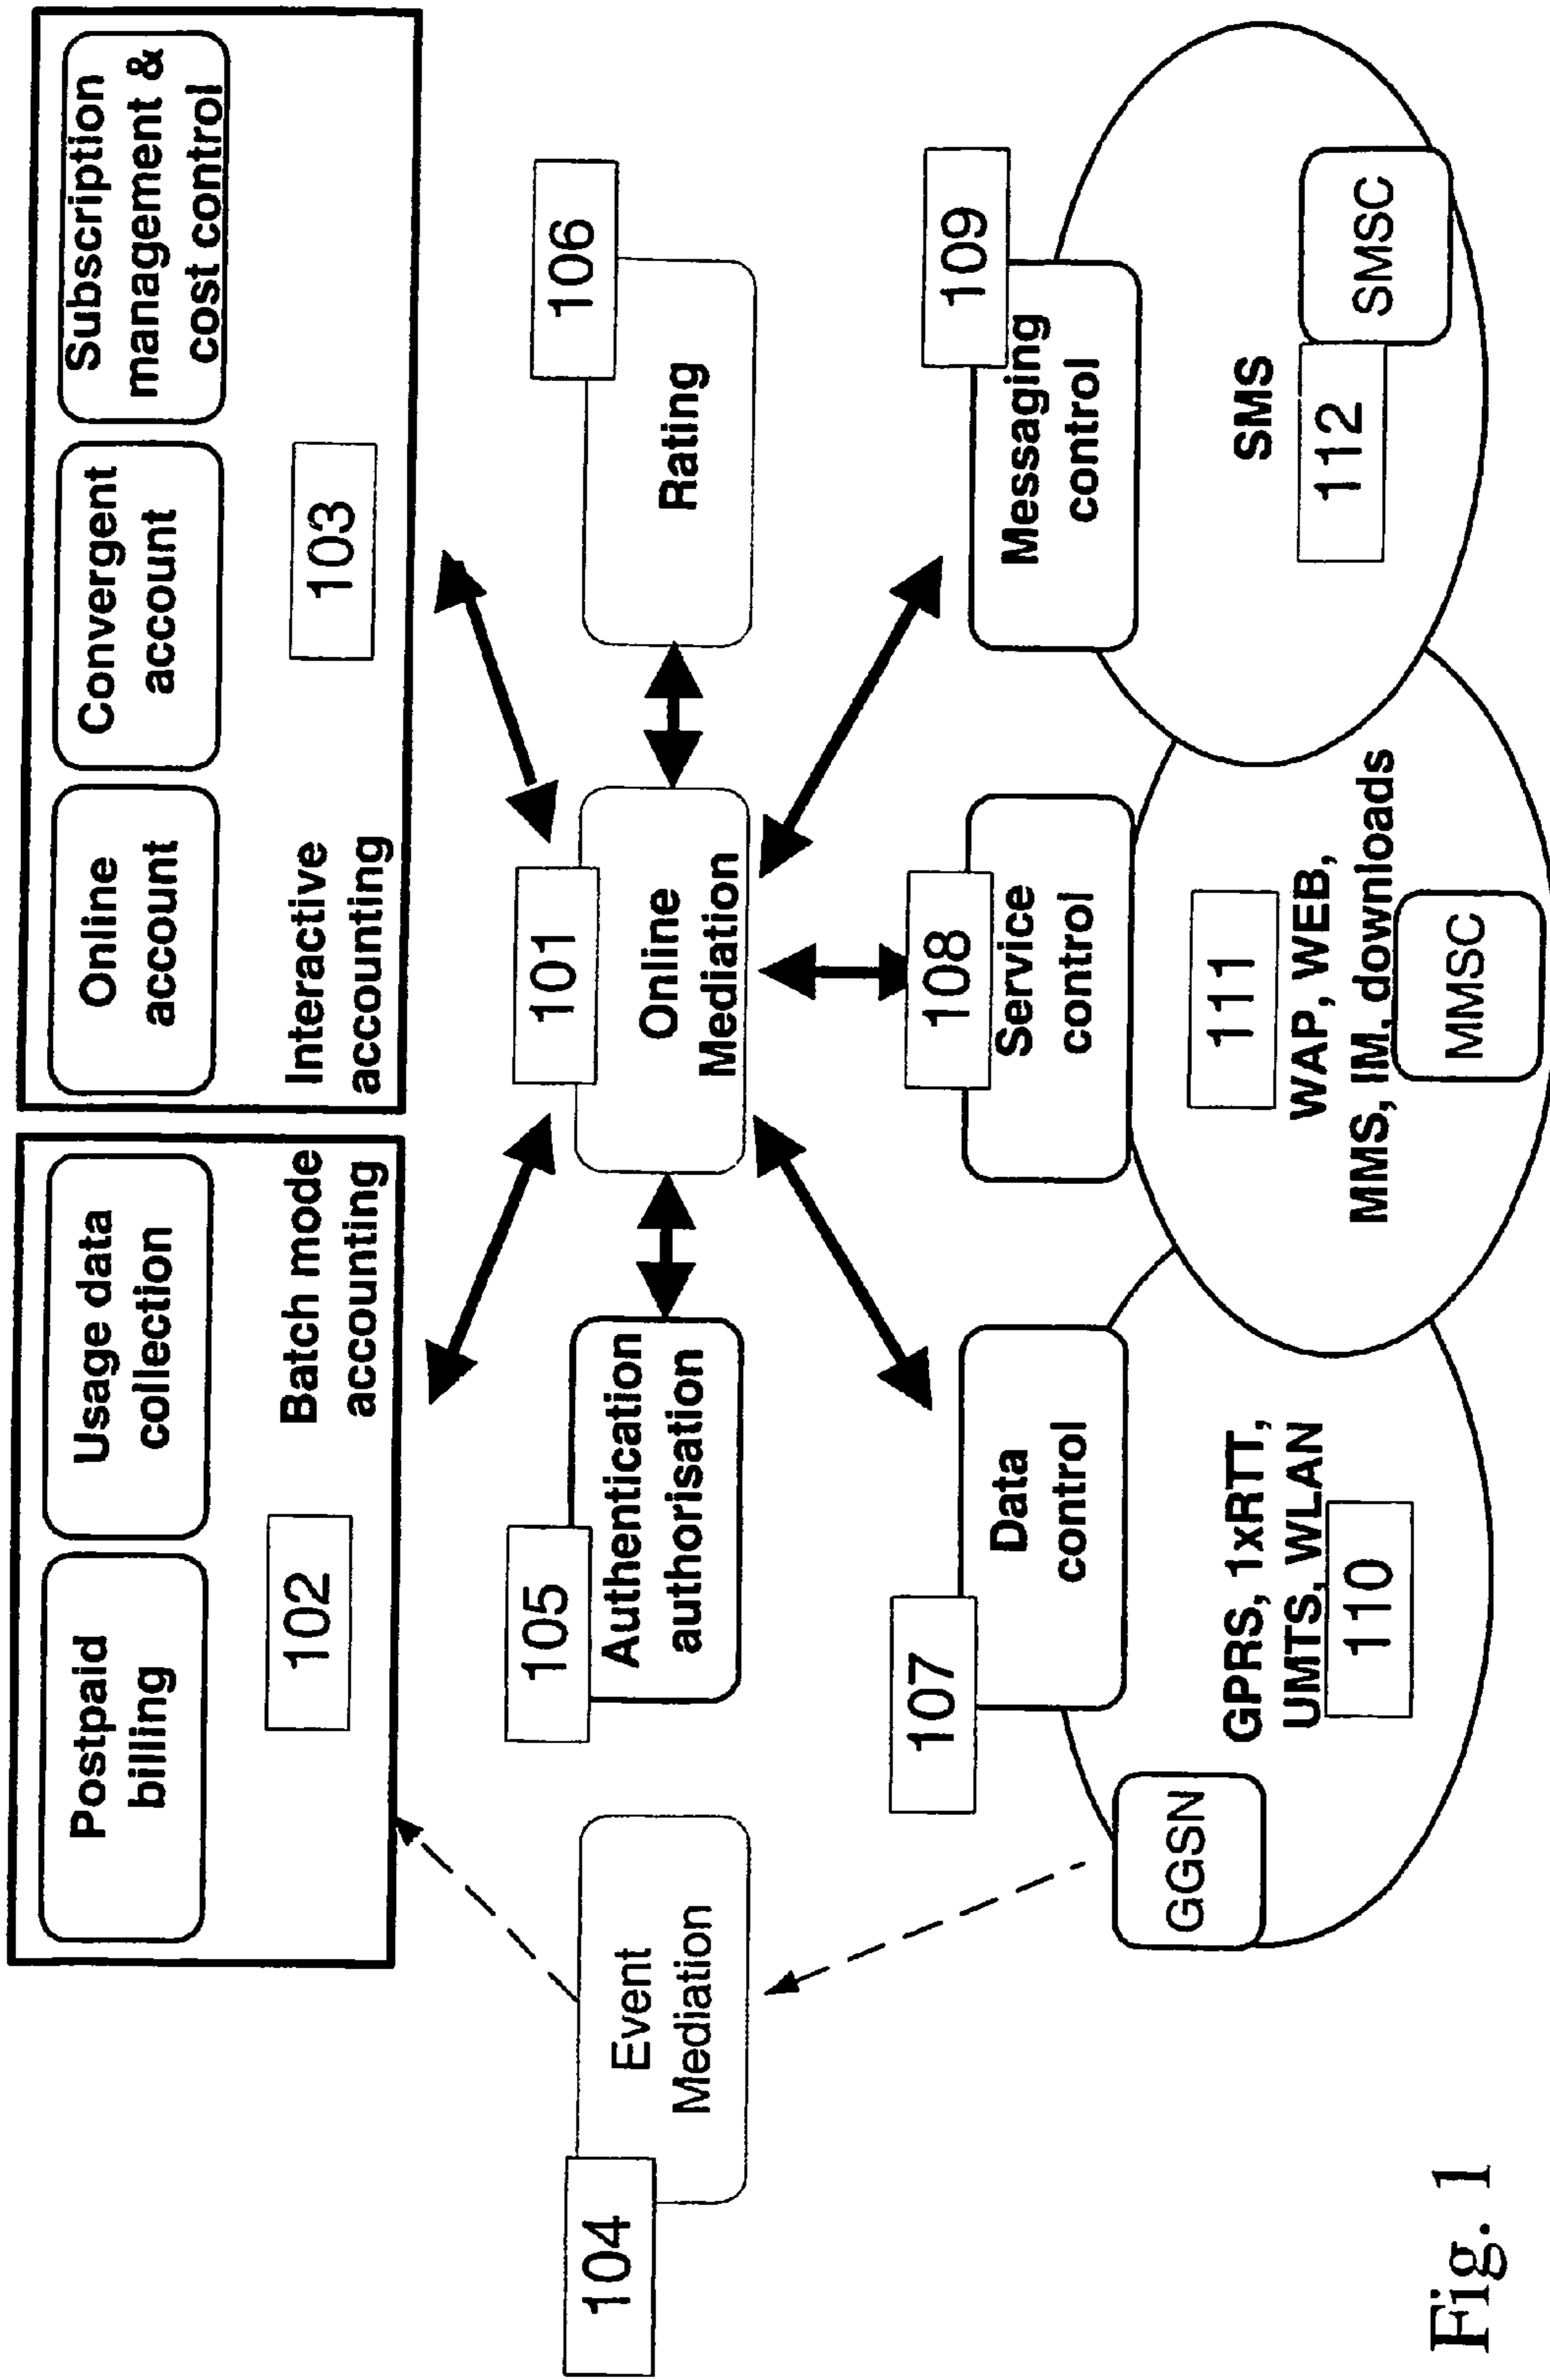 Postpaid
billing
Usage data
collection
102
Batch mode
accounting
Online
account
Convergent
account
Subscription
management &
cost control
Interactive
accounting
103
104
Event
Mediation
105
Authentication
authorisation
101
Online
Mediation
106
Rating
107
Data
control
108
Service
control
109
Messaging
control
GGSN
GPRS, 1xRTT,
UMTS, WLAN
110
111
WAP, WEB,
MMS, IM, downloads
MMSC
SMS
112
SMSC
Fig. 1